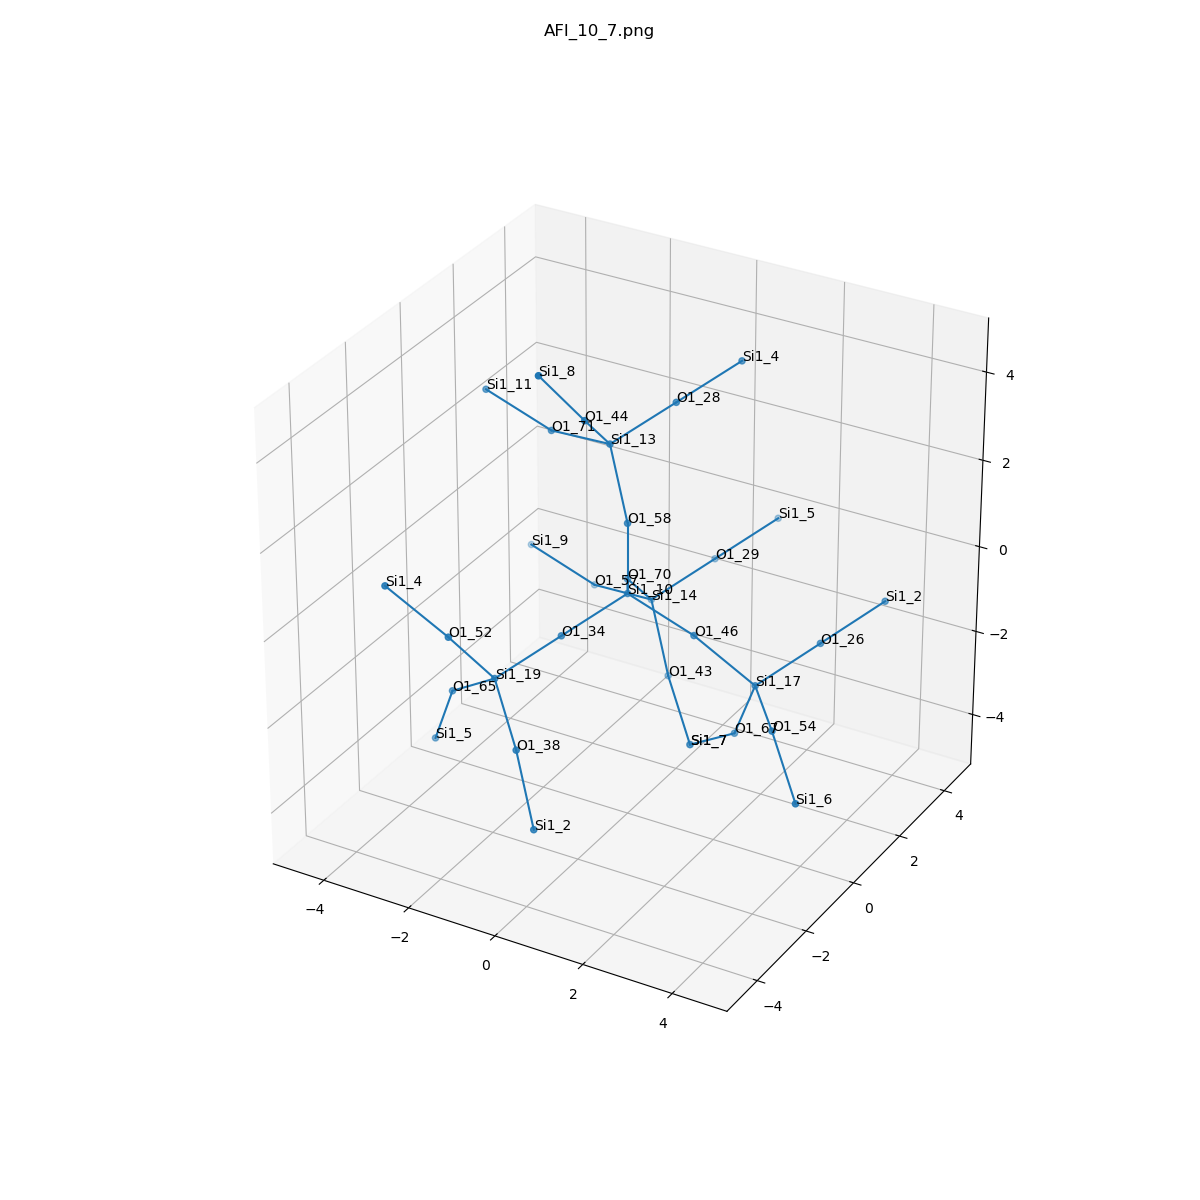 AFI_10_7.png
Si1_4
Si1_8
Si1_11
O1_28
O1_44
O1_71
Si1_13
Si1_5
O1_58
Si1_9
O1_29
O1_70
O1_57
Si1_4
Si1_10
Si1_14
Si1_2
O1_52
O1_34
O1_46
O1_26
Si1_19
O1_43
Si1_17
O1_65
Si1_5
O1_67
O1_54
Si1_7
O1_38
Si1_6
Si1_2
4
2
0
−2
−4
4
2
0
−2
−4
−4
−2
0
2
4